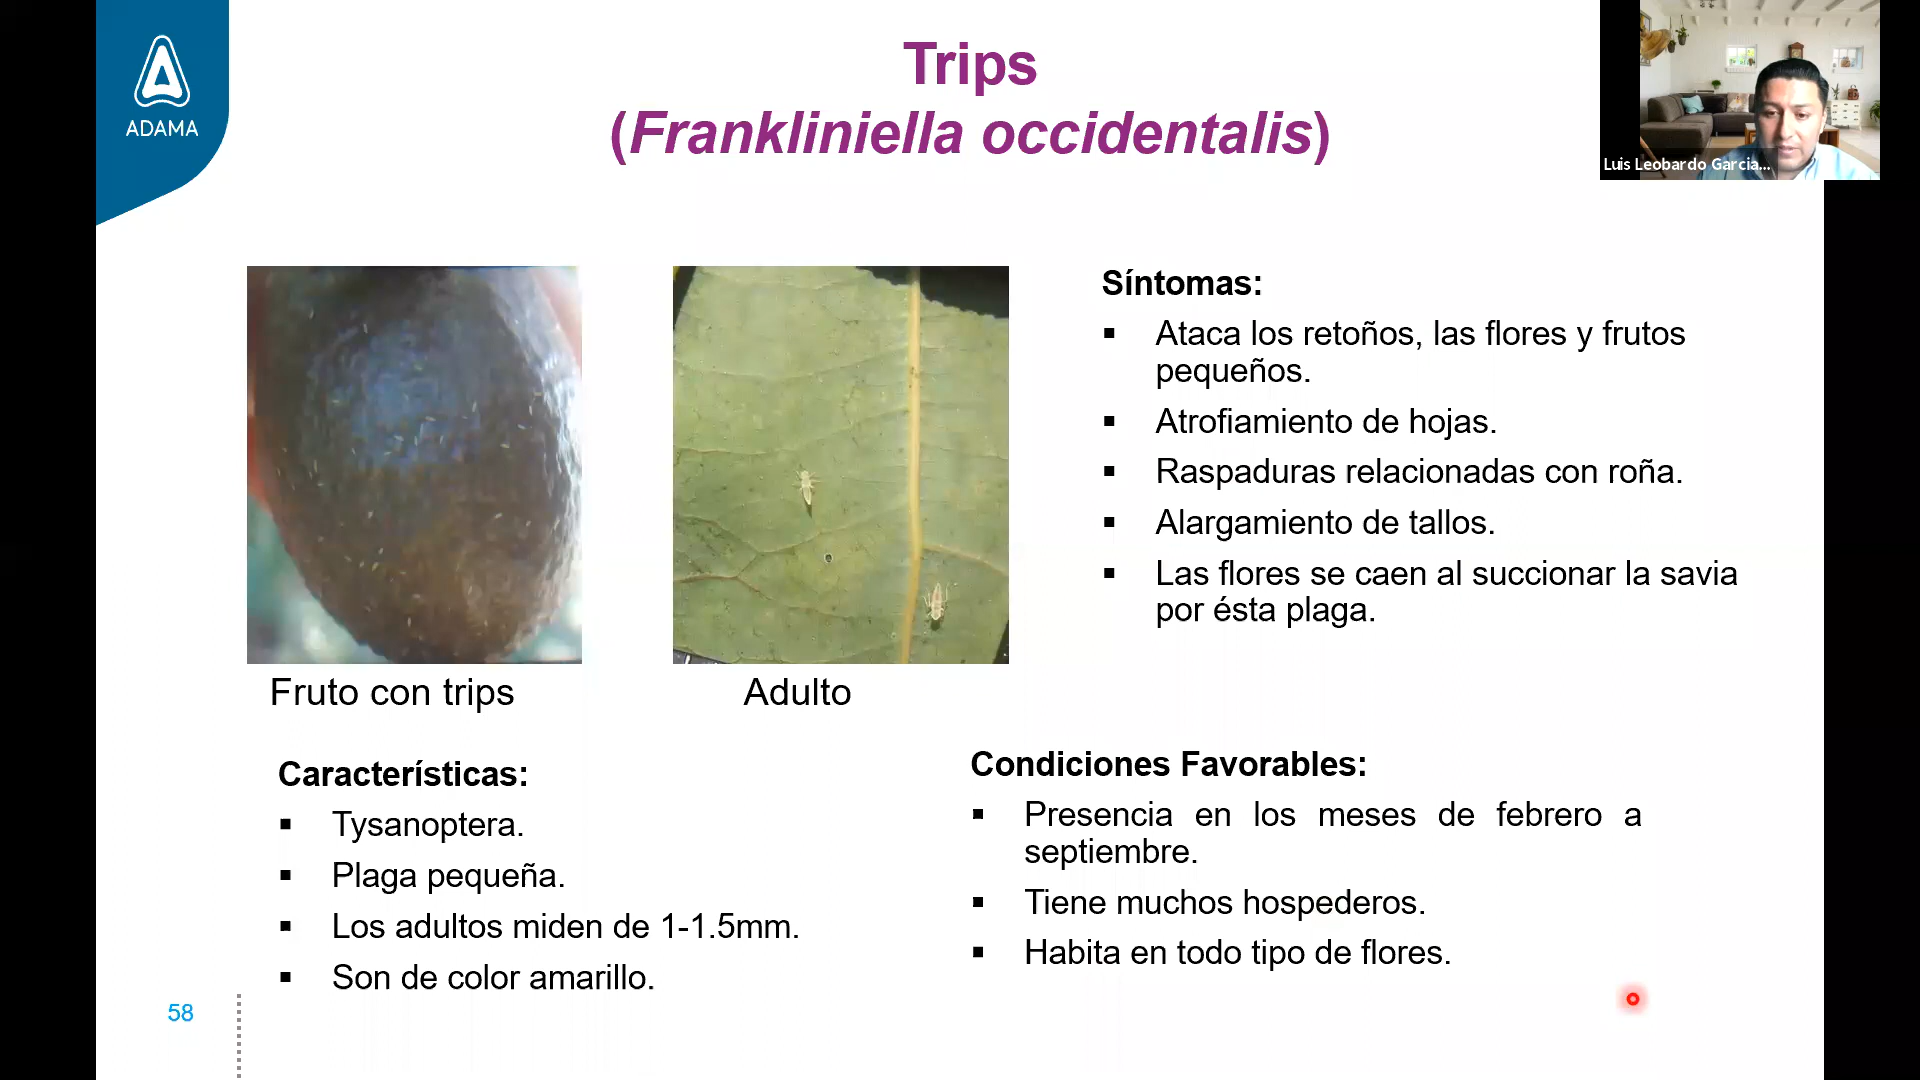 ADAMA
Trips
(Frankliniella occidentalis)
Luis Leobardo Garcia...
Síntomas:
▪ Ataca los retoños, las flores y frutos
pequeños.
▪ Atrofiamiento de hojas.
▪ Raspaduras relacionadas con roña.
▪ Alargamiento de tallos.
▪ Las flores se caen al succionar la savia
por ésta plaga.
Fruto con trips
Adulto
Características:
▪ Tysanoptera.
▪ Plaga pequeña.
▪ Los adultos miden de 1-1.5mm.
▪ Son de color amarillo.
Condiciones Favorables:
▪ Presencia en los meses de febrero a
septiembre.
▪ Tiene muchos hospederos.
▪ Habita en todo tipo de flores.
58